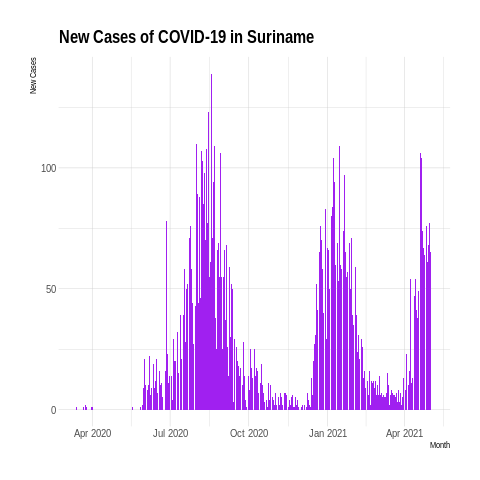 New Cases of COVID-19 in Suriname
New Cases
100
50
0
Apr 2020
Jul 2020
Oct 2020
Jan 2021
Apr 2021
Month